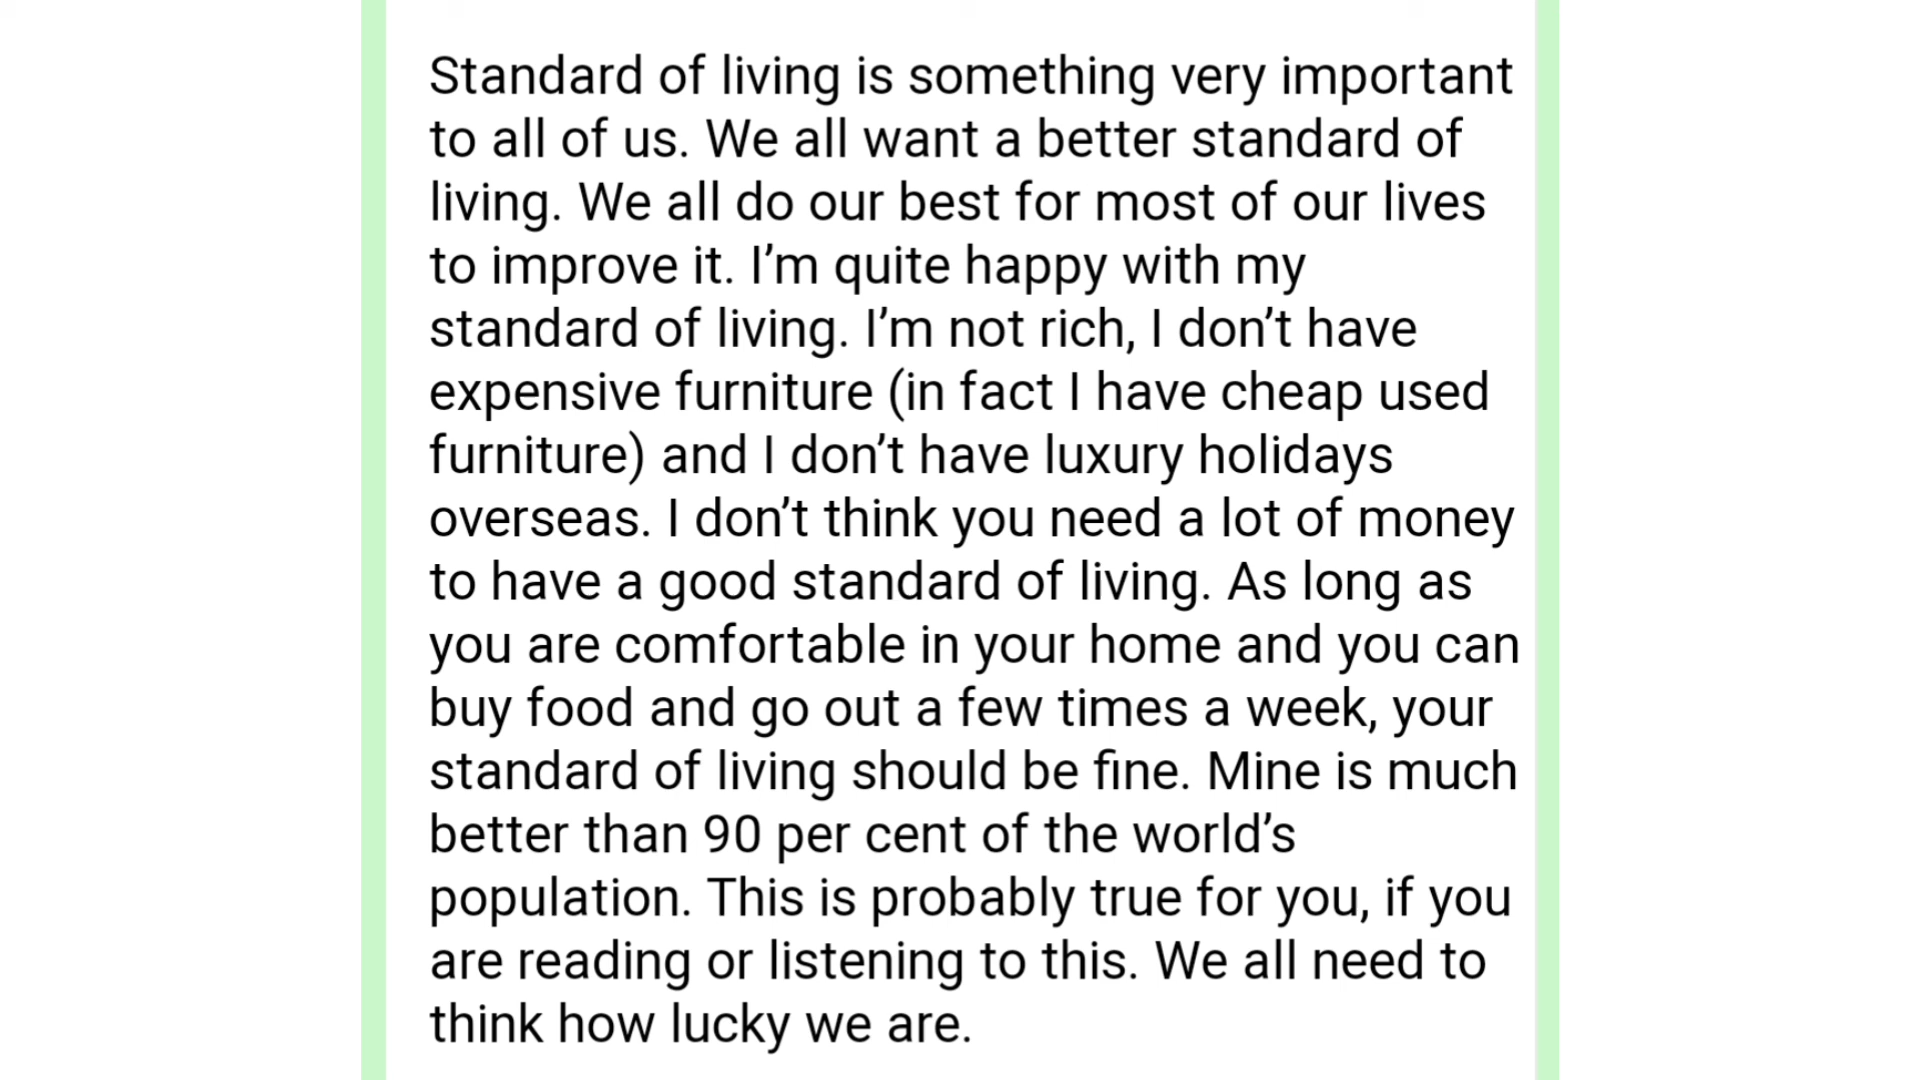 Standard of living is something very important
to all of us. We all want a better standard of
living. We all do our best for most of our lives
to improve it. I’m quite happy with my
standard of living. I’m not rich, I don’t have
expensive furniture (in fact I have cheap used
furniture) and I don’t have luxury holidays
overseas. I don’t think you need a lot of money
to have a good standard of living. As long as
you are comfortable in your home and you can
buy food and go out a few times a week, your
standard of living should be fine. Mine is much
better than 90 per cent of the world’s
population. This is probably true for you, if you
are reading or listening to this. We all need to
think how lucky we are.